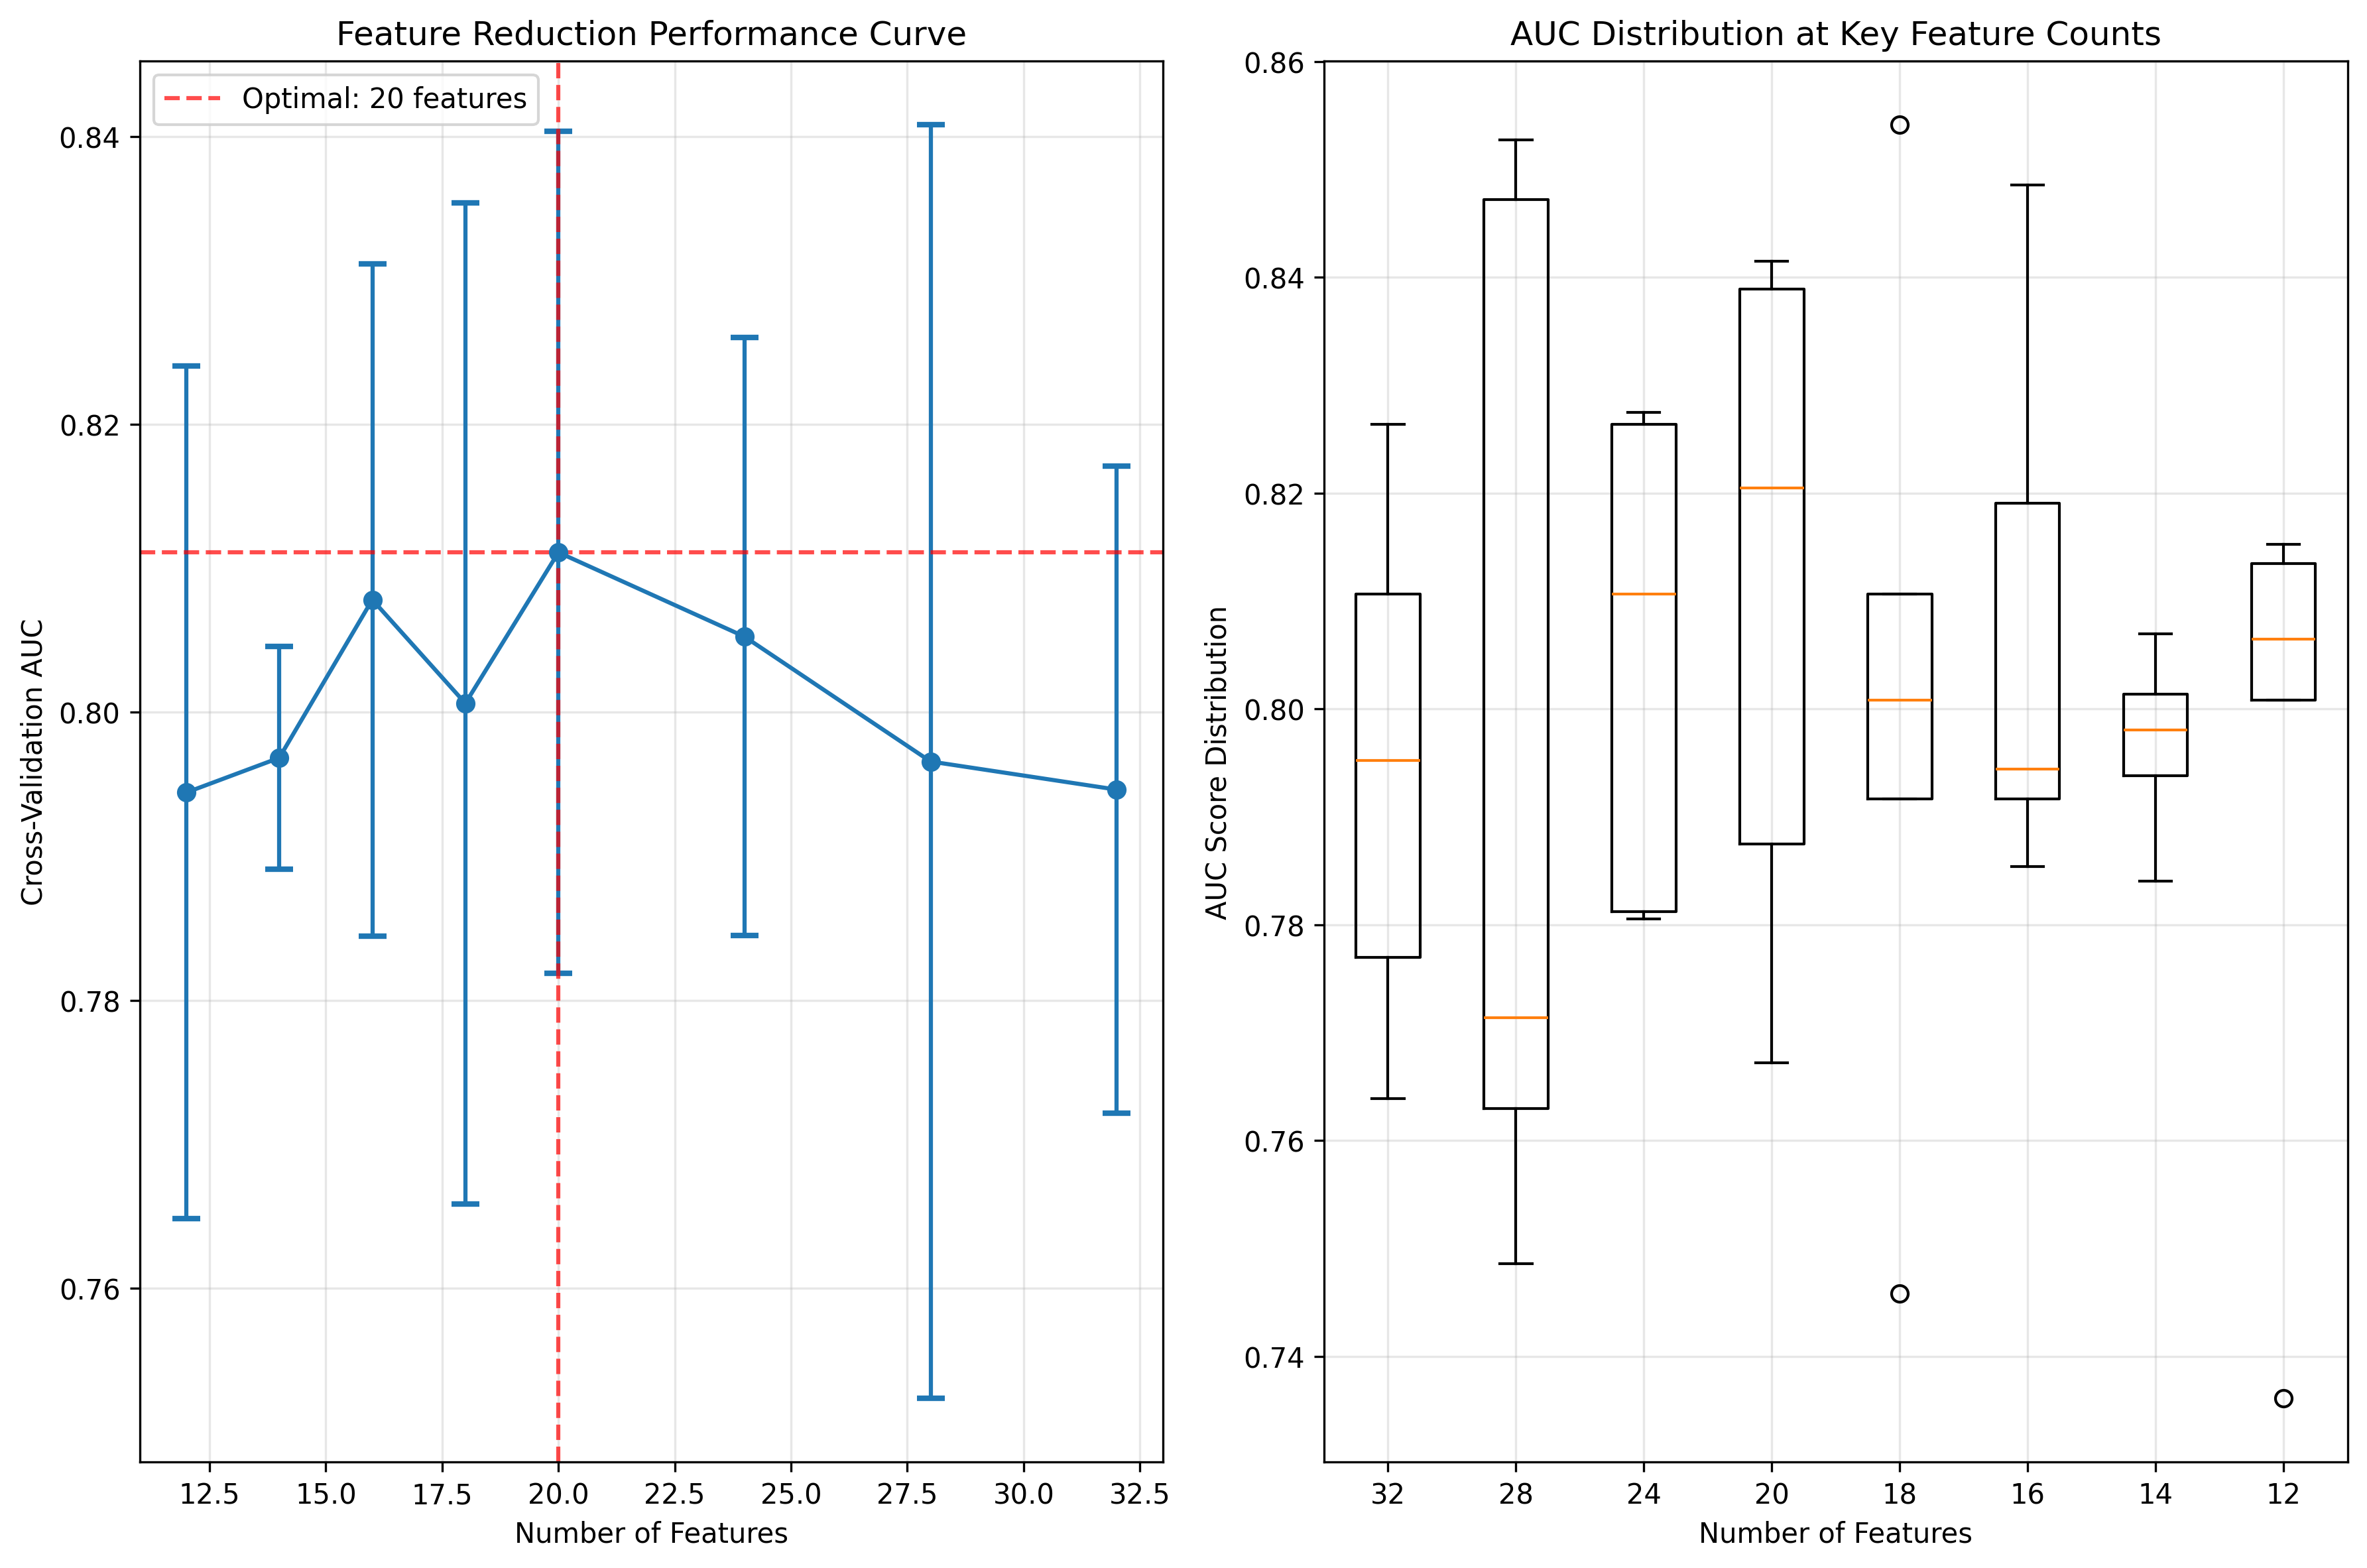 Feature Reduction Performance Curve
Optimal: 20 features
0.84
0.82
0.80
0.78
0.76
Cross-Validation AUC
12.5 15.0 17.5 20.0 22.5 25.0 27.5 30.0 32.5
Number of Features
AUC Distribution at Key Feature Counts
0.86
0.84
0.82
0.80
0.78
0.76
0.74
AUC Score Distribution
32 28 24 20 18 16 14 12
Number of Features